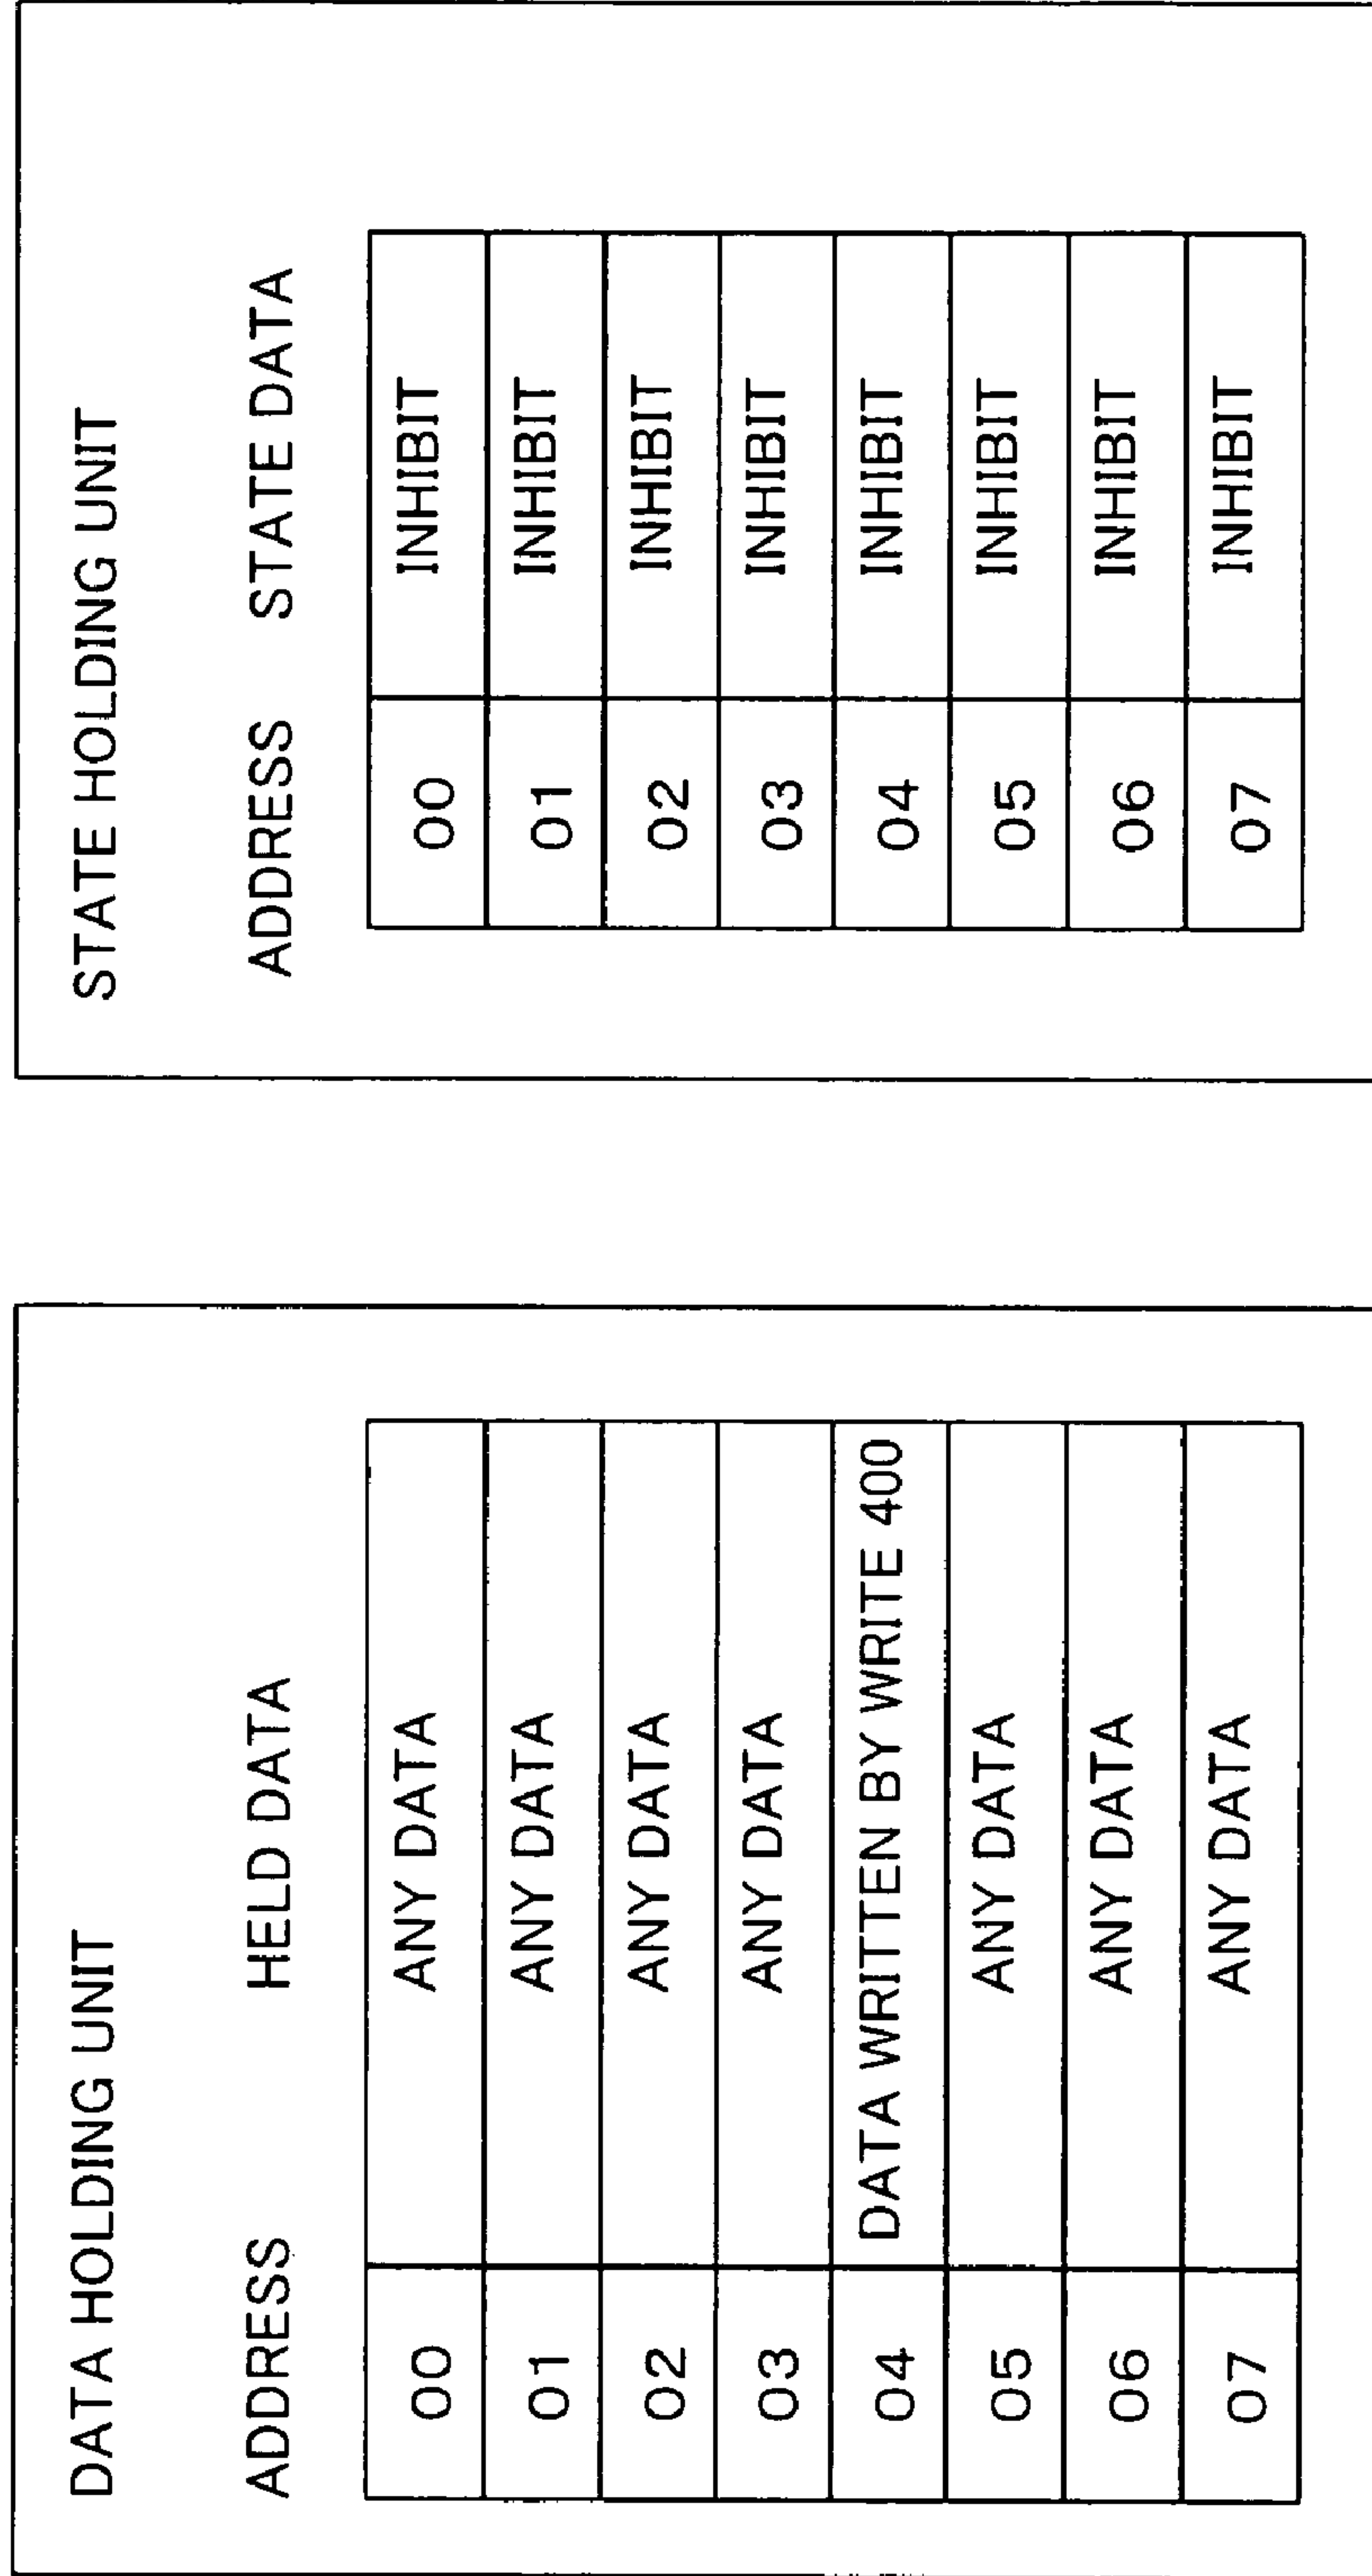 DATA HOLDING UNIT
ADDRESS HELD DATA
00 ANY DATA
01 ANY DATA
02 ANY DATA
03 ANY DATA
04 DATA WRITTEN BY WRITE 400
05 ANY DATA
06 ANY DATA
07 ANY DATA
STATE HOLDING UNIT
ADDRESS STATE DATA
00 INHIBIT
01 INHIBIT
02 INHIBIT
03 INHIBIT
04 INHIBIT
05 INHIBIT
06 INHIBIT
07 INHIBIT